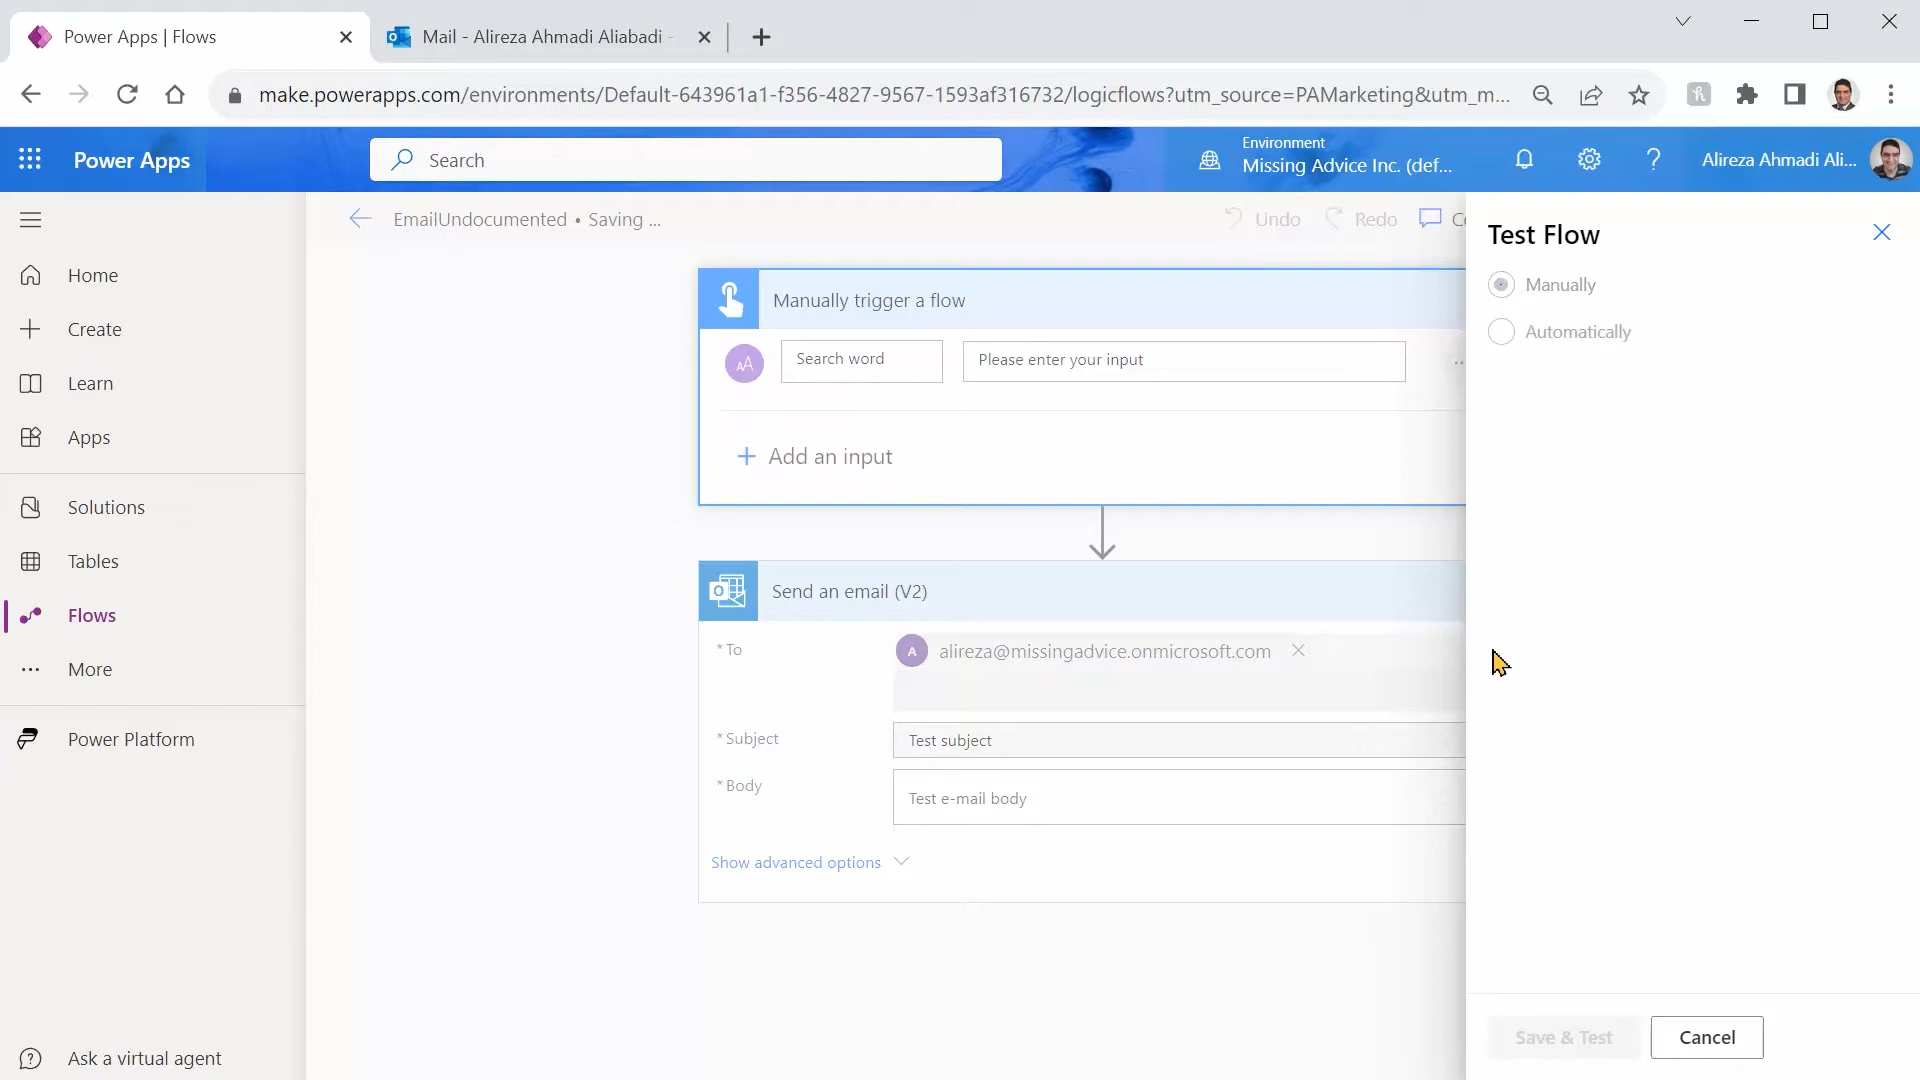 Power Apps | Flows
Mail - Alireza Ahmadi Aliabadi -
make.powerapps.com/environments/Default-643961a1-f356-4827-9567-1593af316732/logicflows?utm_source=PAMarketing&utm_m...
Power Apps
Search
Environment
Missing Advice Inc. (def...
Alireza Ahmadi Ali...
EmailUndocumented • Saving ...
Undo
Redo
Test Flow
Manually
Automatically
Home
Create
Learn
Apps
Solutions
Tables
Flows
More
Power Platform
Ask a virtual agent
Manually trigger a flow
Search word
Please enter your input
Add an input
Send an email (V2)
* To
A
alireza@missingadvice.onmicrosoft.com
* Subject
Test subject
* Body
Test e-mail body
Show advanced options
Save & Test
Cancel